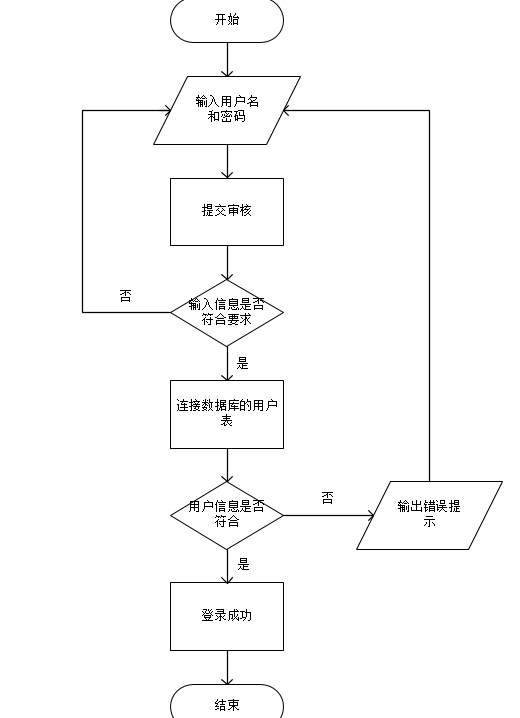 开始
输入用户名
和密码
提交审核
否
输入信息是否
符合要求
是
连接数据库的用户
表
用户信息是否
符合
否
输出错误提
示
是
登录成功
结束